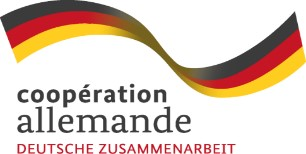 coopération
allemande
DEUTSCHE ZUSAMMENARBEIT